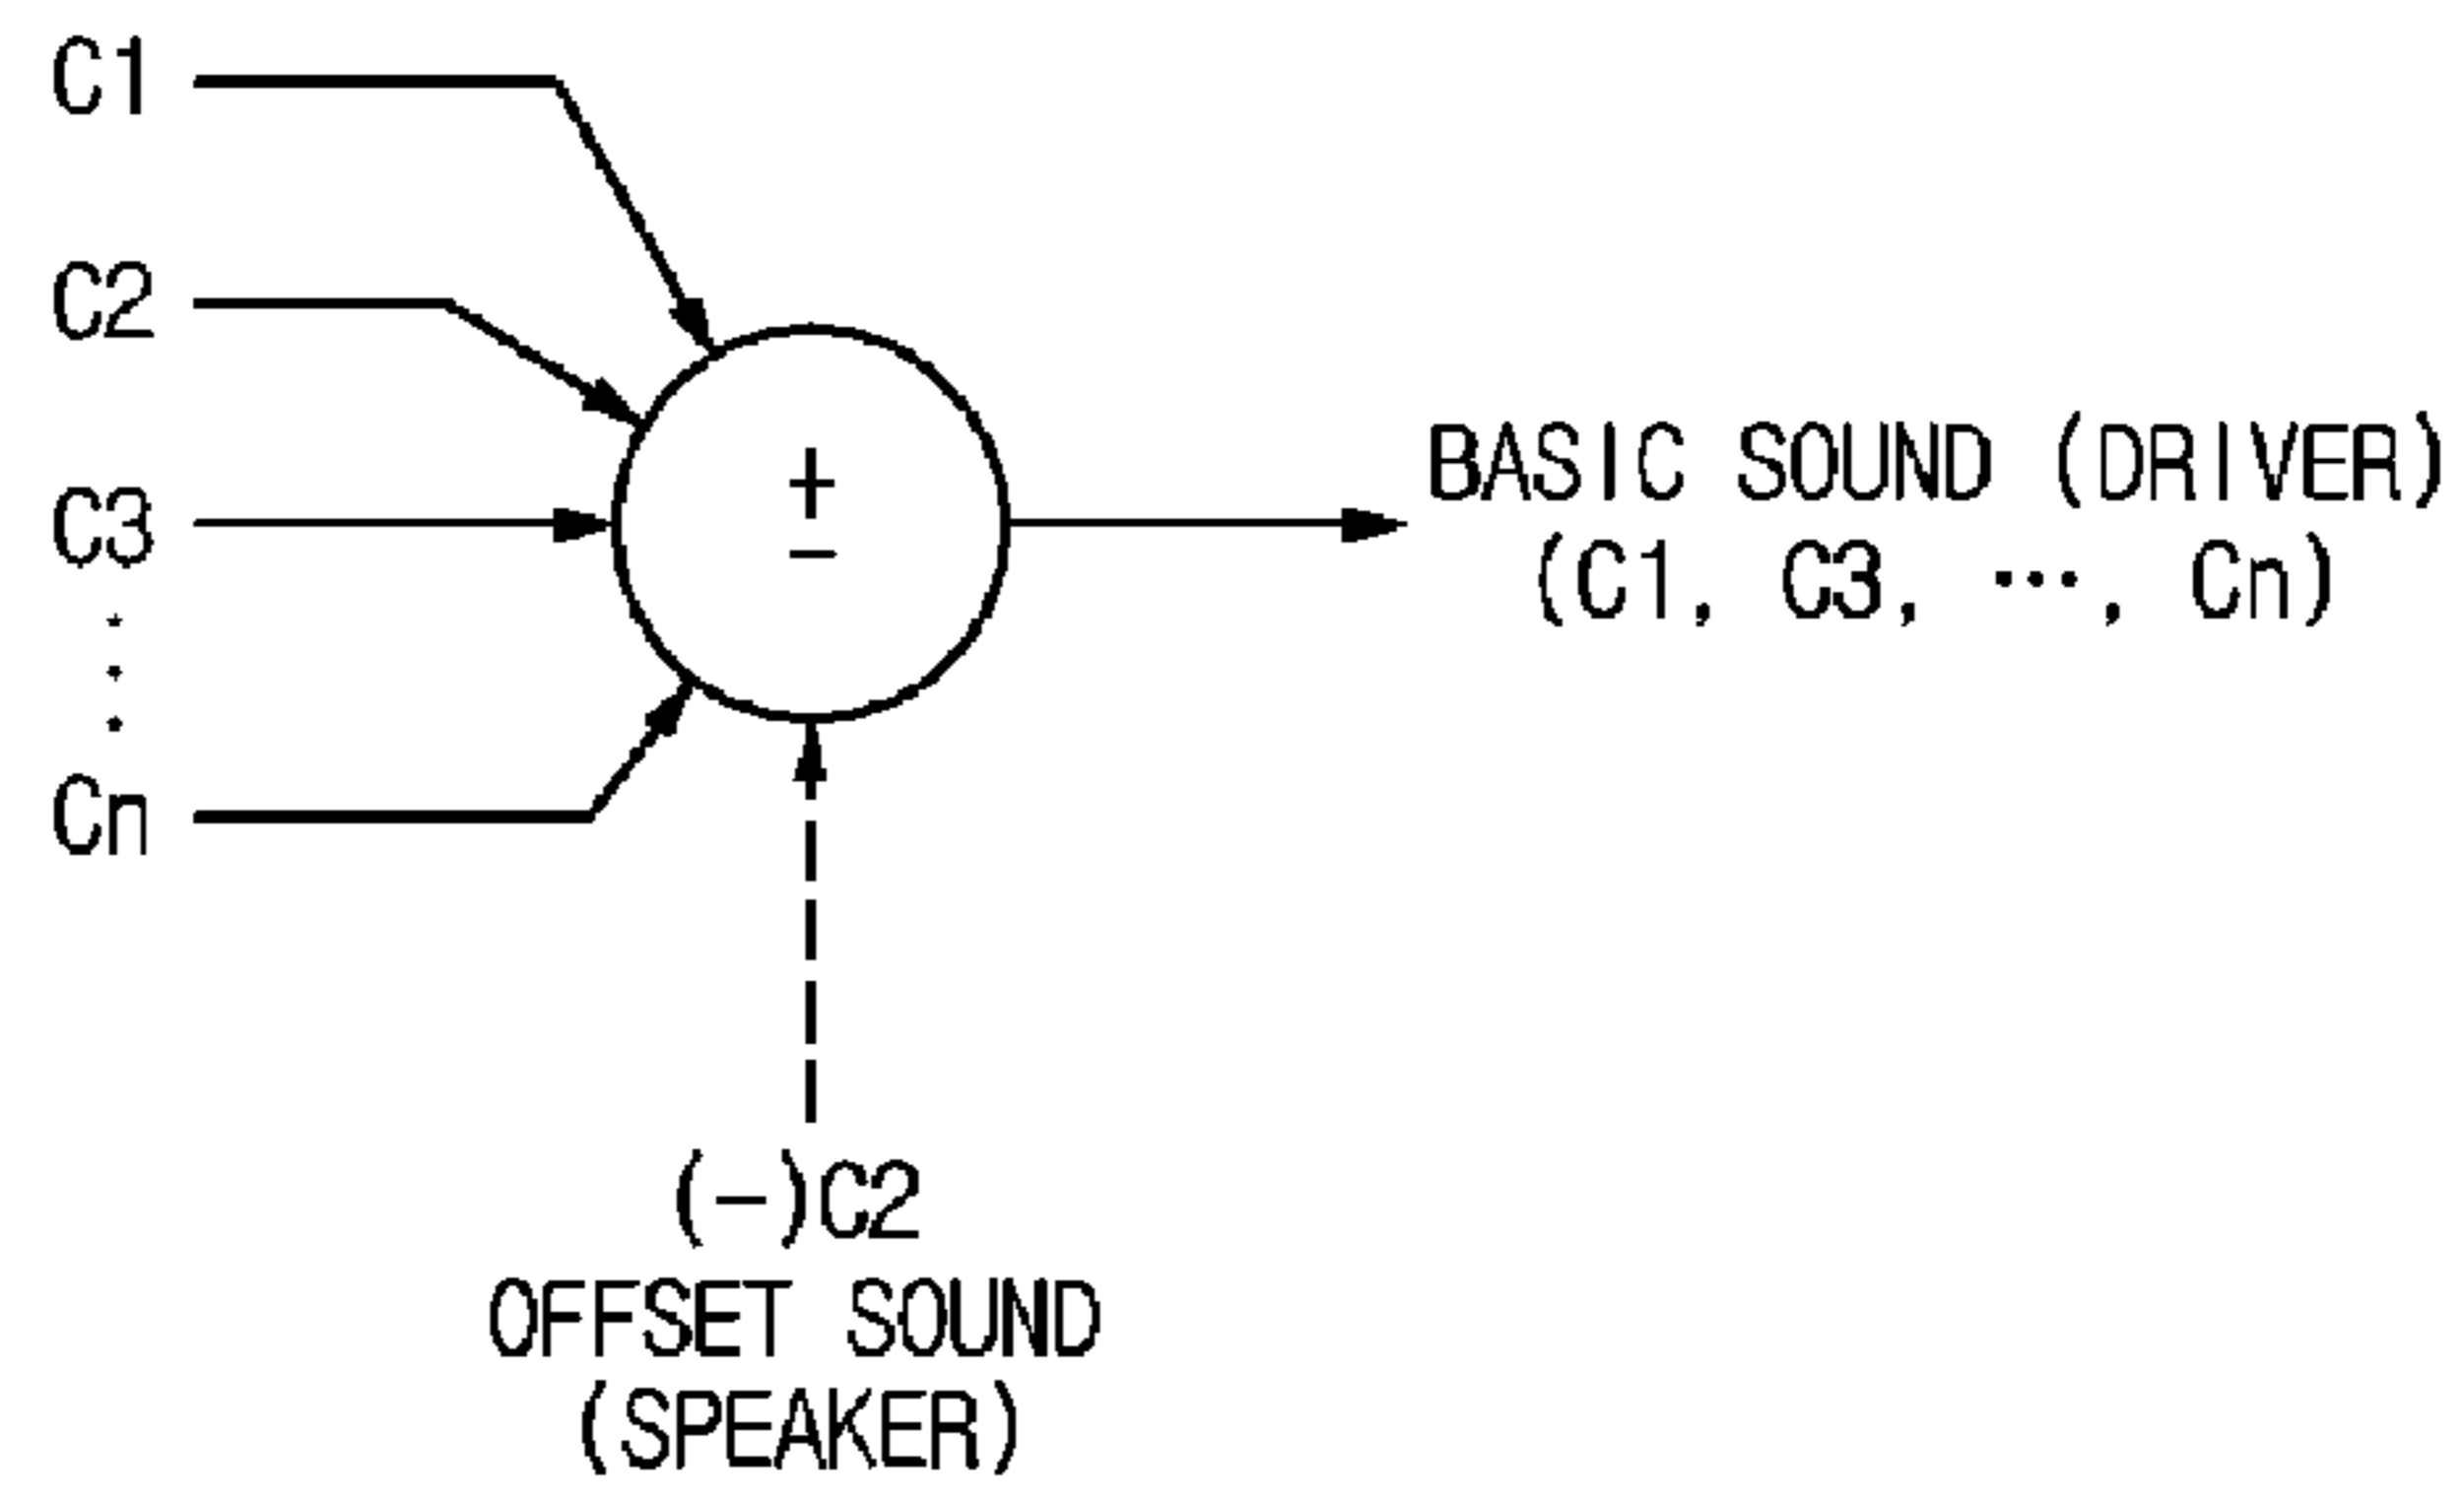 C1
C2
C3
Cn
+
−
BASIC SOUND (DRIVER)
(C1, C3, ···, Cn)
(-)C2
OFFSET SOUND
(SPEAKER)